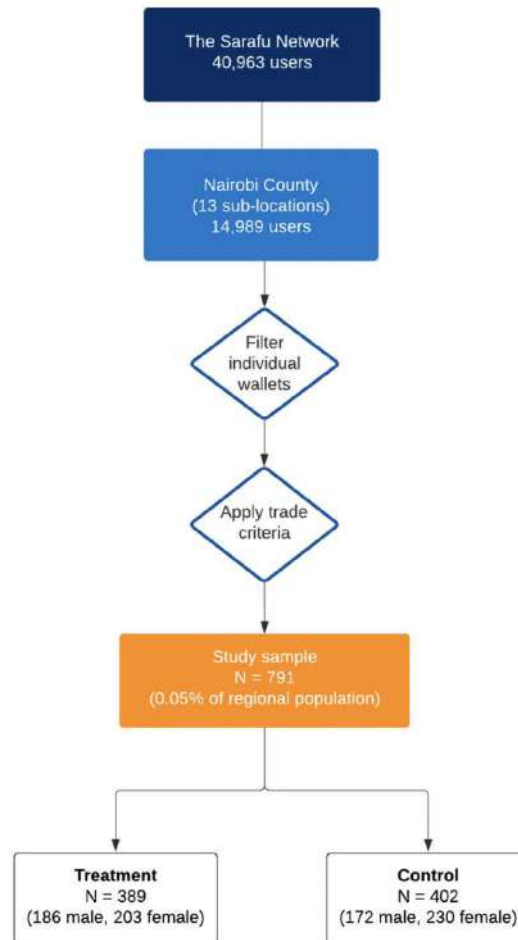 The Sarafu Network
40,963 users
Nairobi County
(13 sub-locations)
14,989 users
Filter
individual
wallets
Apply trade
criteria
Study sample
N = 791
(0.05% of regional population)
Treatment
N = 389
(186 male, 203 female)
Control
N = 402
(172 male, 230 female)